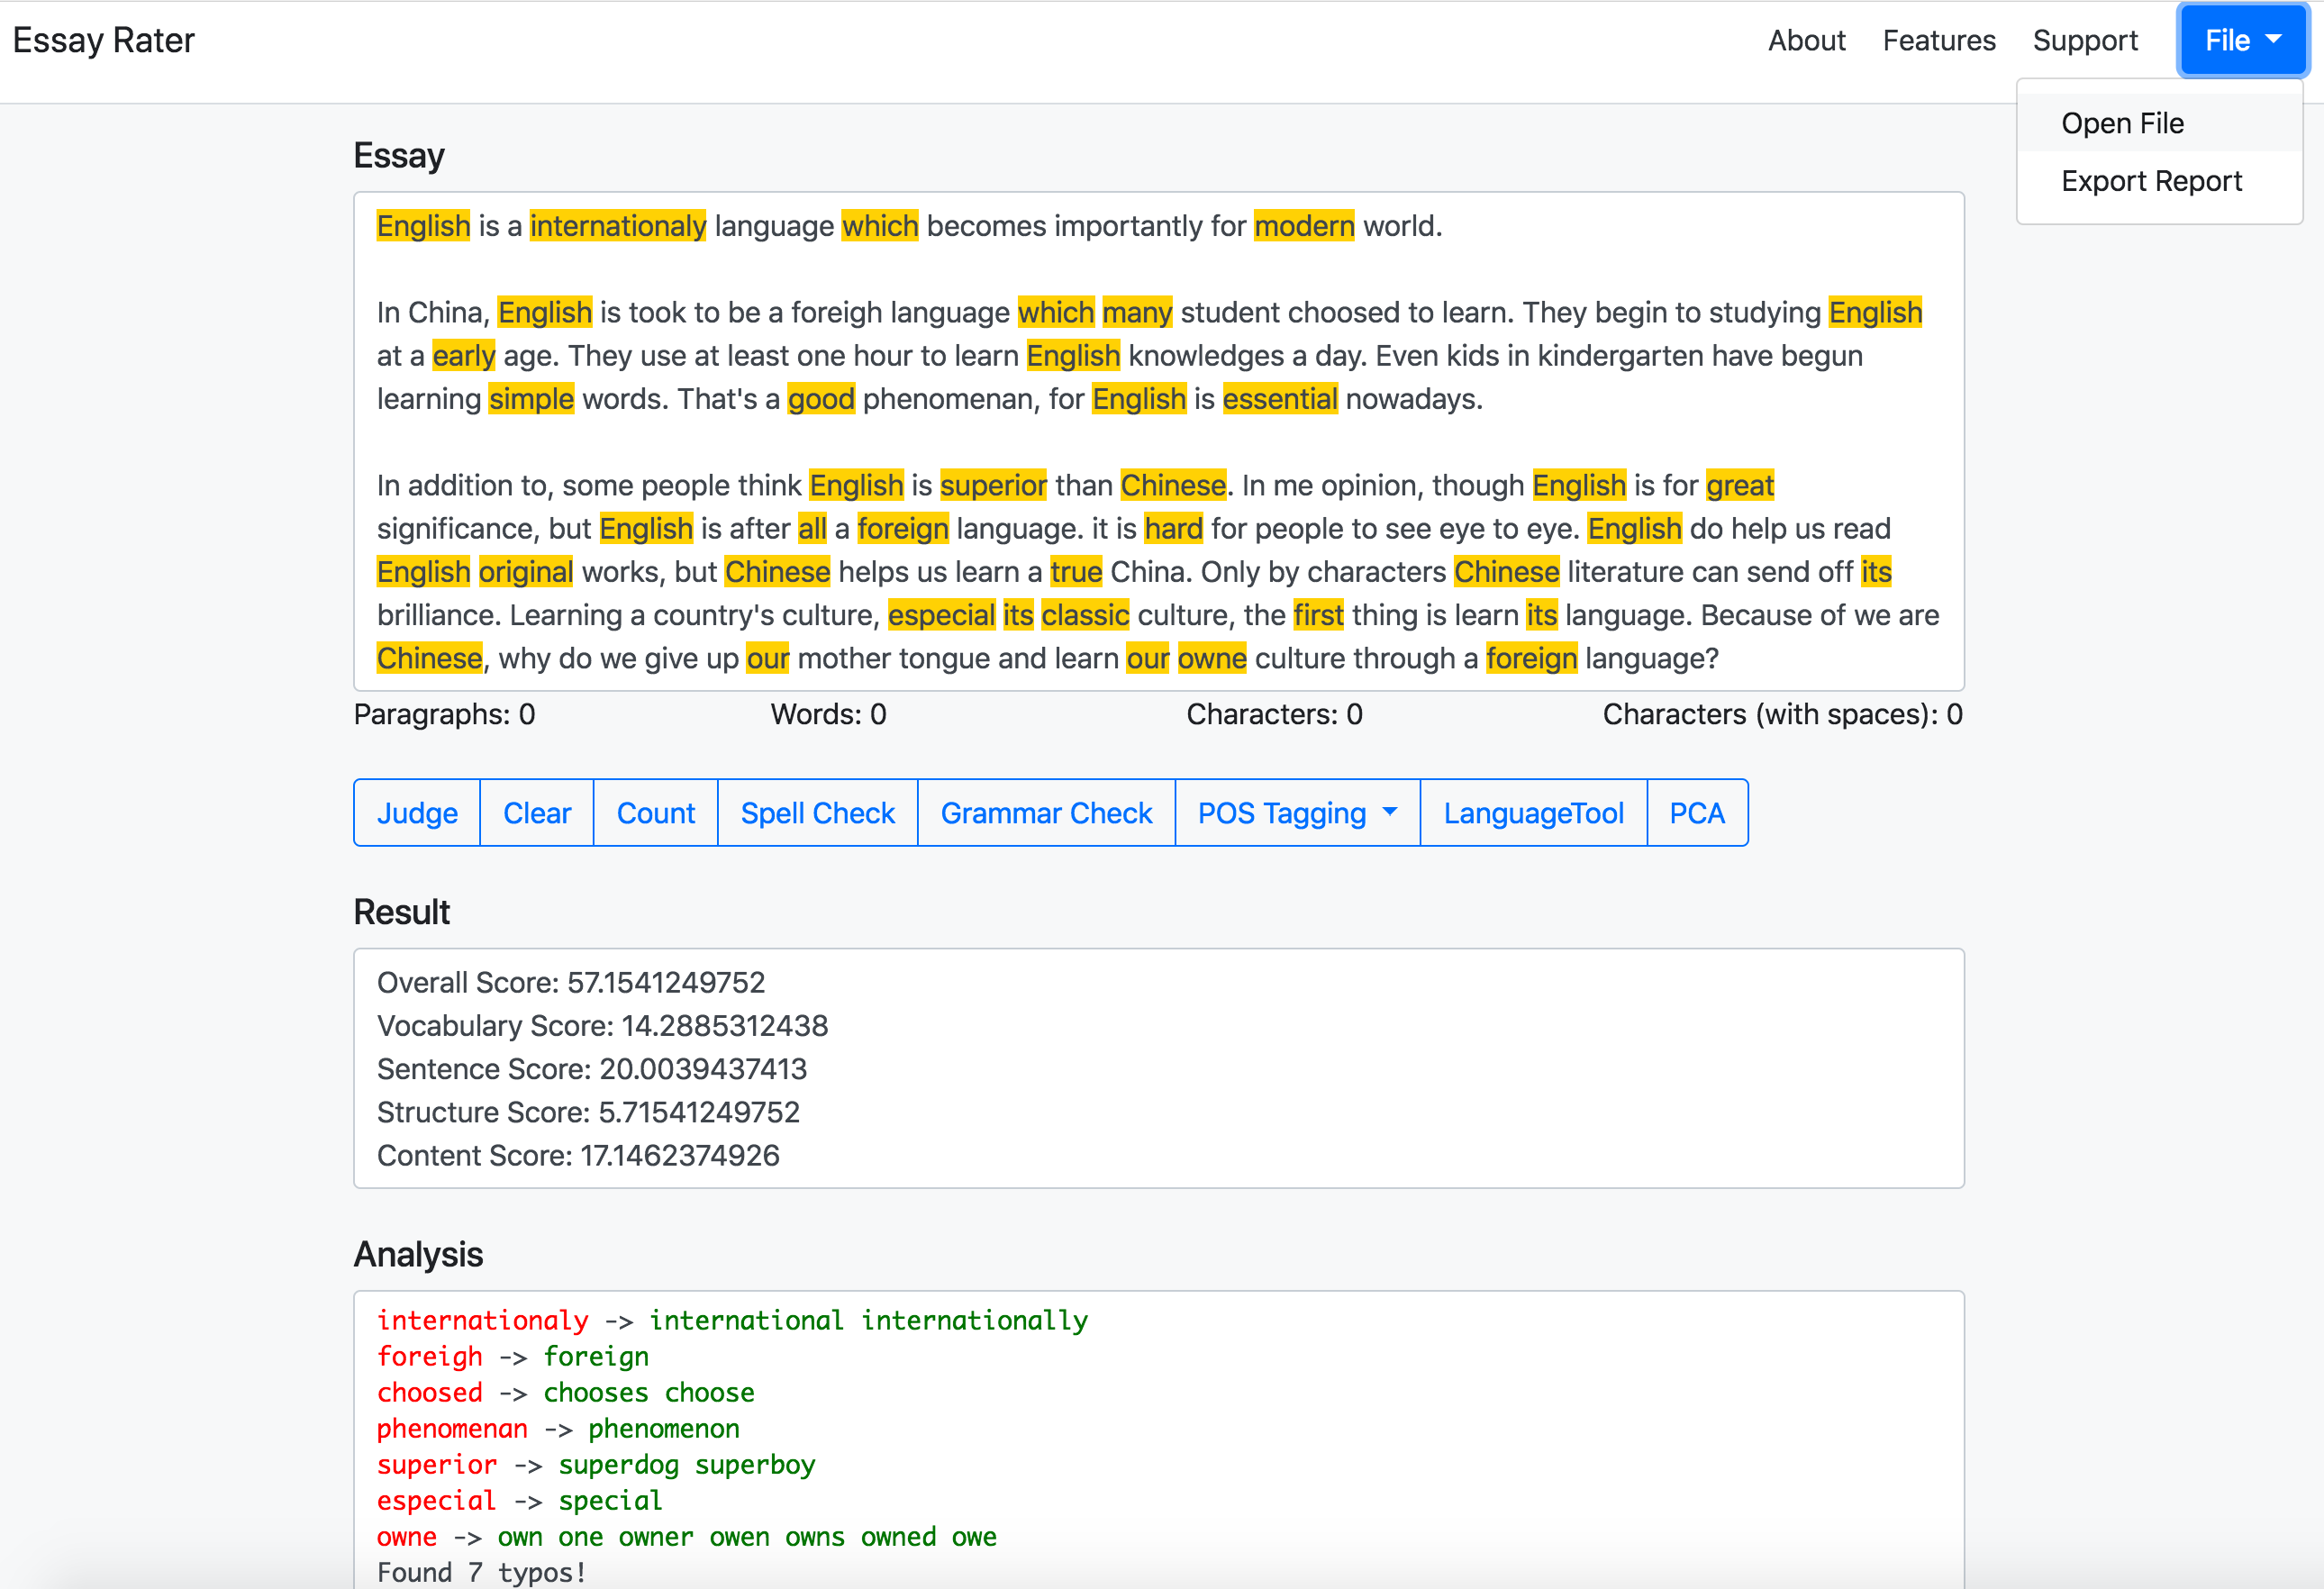 Essay Rater
About Features Support File
Open File
Export Report
Essay
English is a internationaly language which becomes importantly for modern world.
In China, English is took to be a foreigh language which many student choosed to learn. They begin to studying English
at a early age. They use at least one hour to learn English knowledges a day. Even kids in kindergarten have begun
learning simple words. That's a good phenomenan, for English is essential nowadays.
In addition to, some people think English is superior than Chinese. In me opinion, though English is for great
significance, but English is after all a foreign language. it is hard for people to see eye to eye. English do help us read
English original works, but Chinese helps us learn a true China. Only by characters Chinese literature can send off its
brilliance. Learning a country's culture, especial its classic culture, the first thing is learn its language. Because of we are
Chinese, why do we give up our mother tongue and learn our owne culture through a foreign language?
Paragraphs: 0 Words: 0 Characters: 0 Characters (with spaces): 0
Judge Clear Count Spell Check Grammar Check POS Tagging LanguageTool PCA
Result
Overall Score: 57.1541249752
Vocabulary Score: 14.2885312438
Sentence Score: 20.0039437413
Structure Score: 5.71541249752
Content Score: 17.1462374926
Analysis
internationaly -> international internationally
foreigh -> foreign
choosed -> chooses choose
phenomenan -> phenomenon
superior -> superdog superboy
especial -> special
owne -> own one owner owen owns owned owe
Found 7 typos!